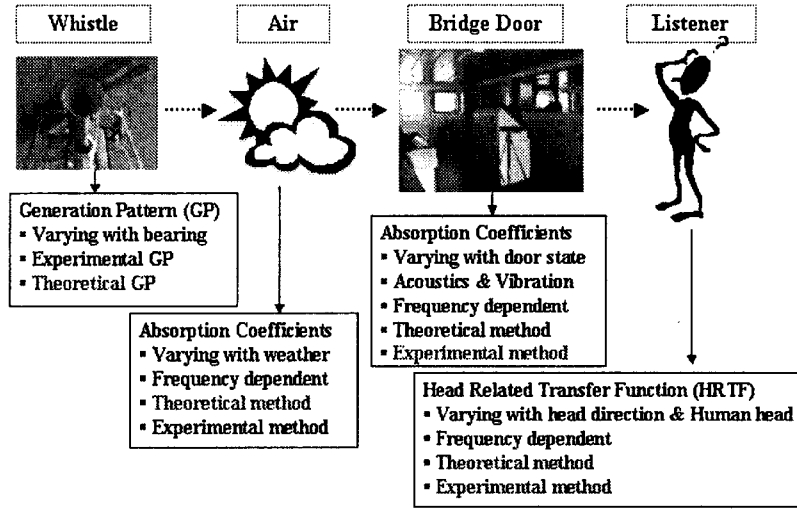 Whistle
Air
Bridge Door
Listener
Generation Pattern (GP)
▪ Varying with bearing
▪ Experimental GP
▪ Theoretical GP
Absorption Coefficients
▪ Varying with weather
▪ Frequency dependent
▪ Theoretical method
▪ Experimental method
Absorption Coefficients
▪ Varying with door state
▪ Acoustics & Vibration
▪ Frequency dependent
▪ Theoretical method
▪ Experimental method
Head Related Transfer Function (HRTF)
▪ Varying with head direction & Human head
▪ Frequency dependent
▪ Theoretical method
▪ Experimental method